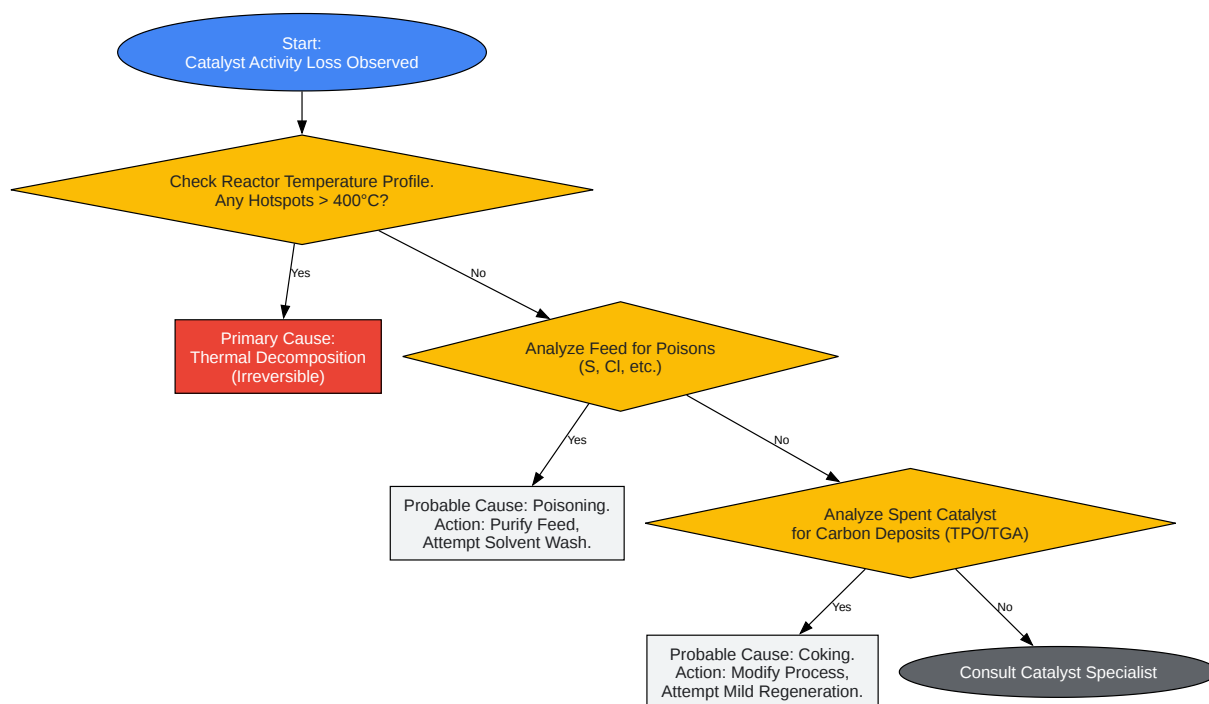 Start:
Catalyst Activity Loss Observed
Check Reactor Temperature Profile.
Any Hotspots > 400°C?
Yes
No
Primary Cause:
Thermal Decomposition
(Irreversible)
Analyze Feed for Poisons
(S, Cl, etc.)
Yes
No
Probable Cause: Poisoning.
Action: Purify Feed,
Attempt Solvent Wash.
Analyze Spent Catalyst
for Carbon Deposits (TPO/TGA)
Yes
No
Probable Cause: Coking.
Action: Modify Process,
Attempt Mild Regeneration.
Consult Catalyst Specialist